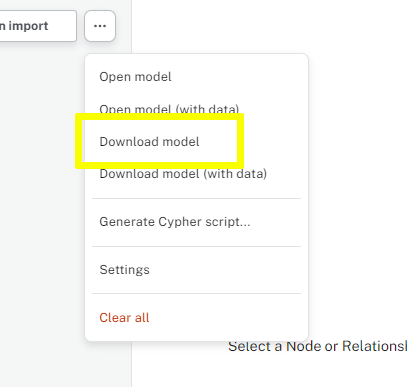 n import
...
Open model
Open model (with data)
Download model
Download model (with data)
Generate Cypher script...
Settings
Clear all
Select a Node or Relations